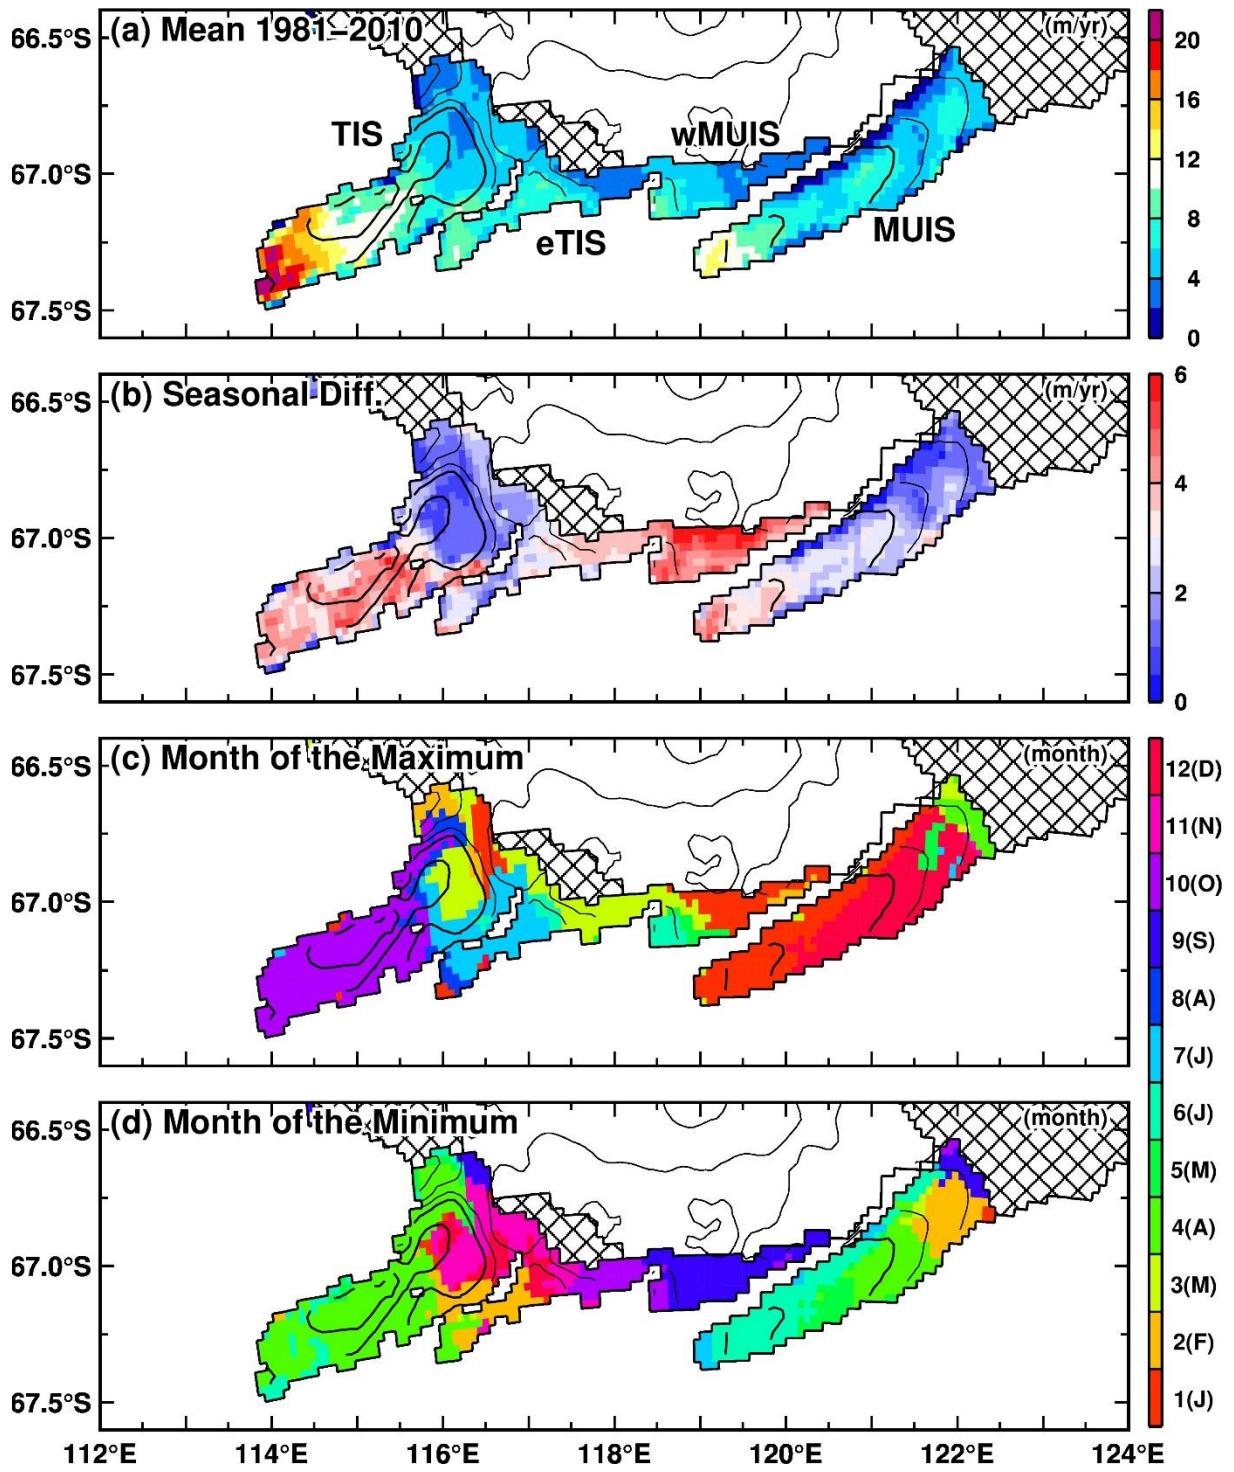 (a) Mean 1981–2010
(m/yr)
66.5°S
67.0°S
67.5°S
TIS
wMUIS
eTIS
MUIS
20
16
12
8
4
0
(b) Seasonal Diff.
(m/yr)
66.5°S
67.0°S
67.5°S
6
4
2
0
(c) Month of the Maximum
(month)
66.5°S
67.0°S
67.5°S
(d) Month of the Minimum
(month)
66.5°S
67.0°S
67.5°S
12(D)
11(N)
10(O)
9(S)
8(A)
7(J)
6(J)
5(M)
4(A)
3(M)
2(F)
1(J)
112°E 114°E 116°E 118°E 120°E 122°E 124°E